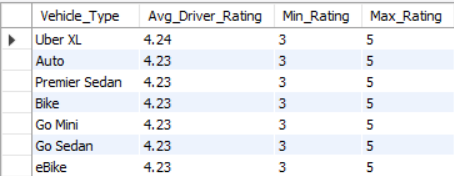 Vehicle_Type Avg_Driver_Rating Min_Rating Max_Rating
Uber XL 4.24 3 5
Auto 4.23 3 5
Premier Sedan 4.23 3 5
Bike 4.23 3 5
Go Mini 4.23 3 5
Go Sedan 4.23 3 5
eBike 4.23 3 5